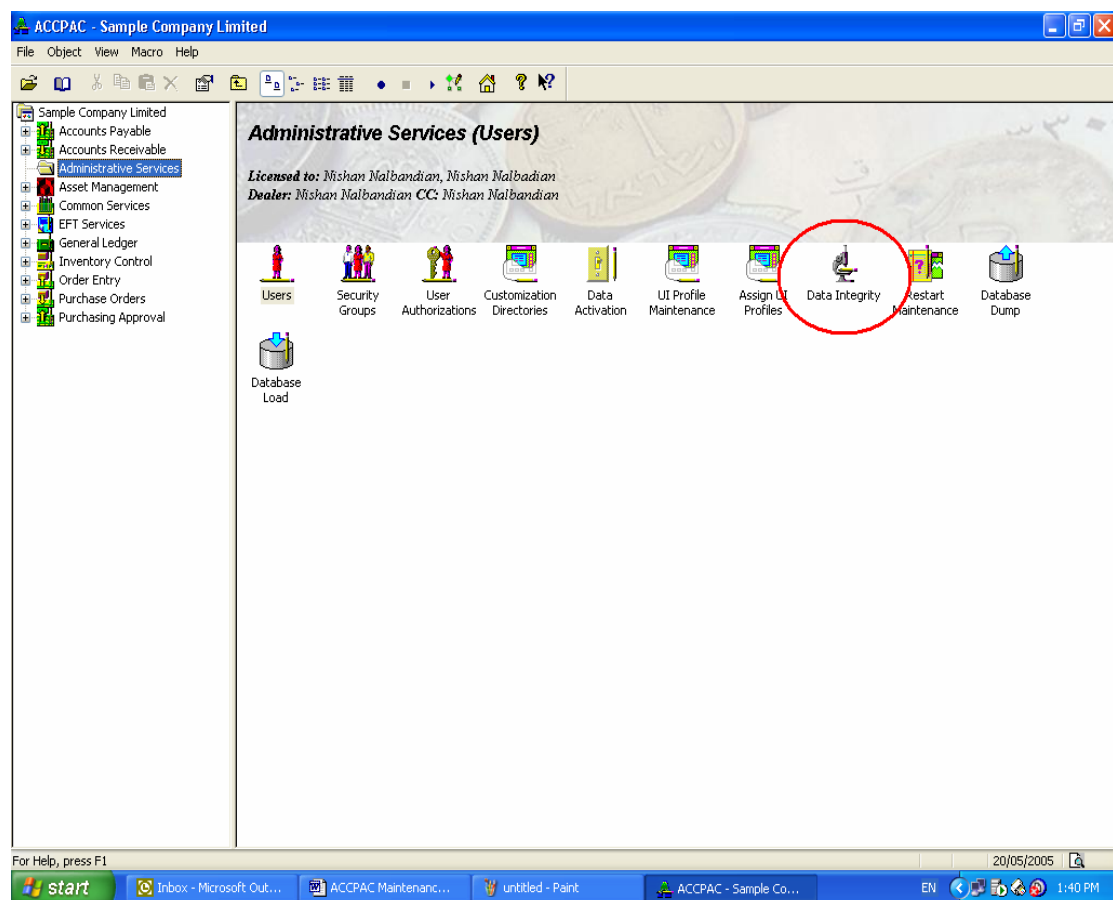 ACCPAC - Sample Company Limited
File Object View Macro Help
Sample Company Limited
Accounts Payable
Accounts Receivable
Administrative Services
Asset Management
Common Services
EFT Services
General Ledger
Inventory Control
Order Entry
Purchase Orders
Purchasing Approval
Administrative Services (Users)
Licensed to: Nishan Nalbandian, Nishan Nalbadian
Dealer: Nishan Nalbandian CC: Nishan Nalbandian
Users
Security
Groups
User
Authorizations
Customization
Directories
Data
Activation
UI Profile
Maintenance
Assign UI
Profiles
Data Integrity
Restart
Maintenance
Database
Dump
Database
Load
For Help, press F1
20/05/2005
start
Inbox - Microsoft Out...
ACCPAC Maintenanc...
untitled - Paint
ACCPAC - Sample Co...
EN
1:40 PM